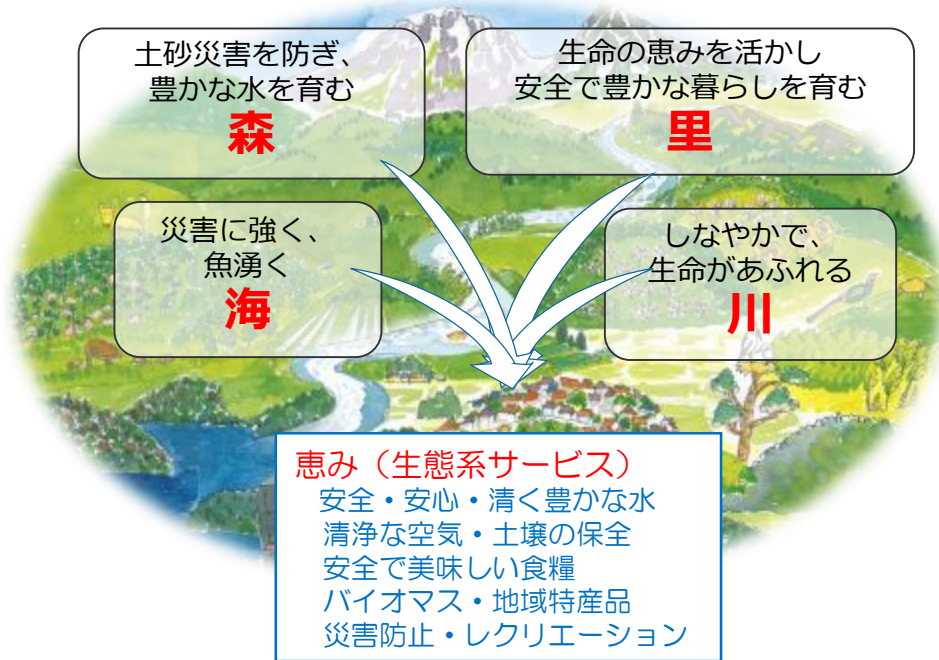 土砂災害を防ぎ、
豊かな水を育む
森
生命の恵みを活かし
安全で豊かな暮らしを育む
里
災害に強く、
魚湧く
海
しなやかで、
生命があふれる
川
恵み（生態系サービス）
安全・安心・清く豊かな水
清浄な空気・土壌の保全
安全で美味しい食糧
バイオマス・地域特産品
災害防止・レクリエーション